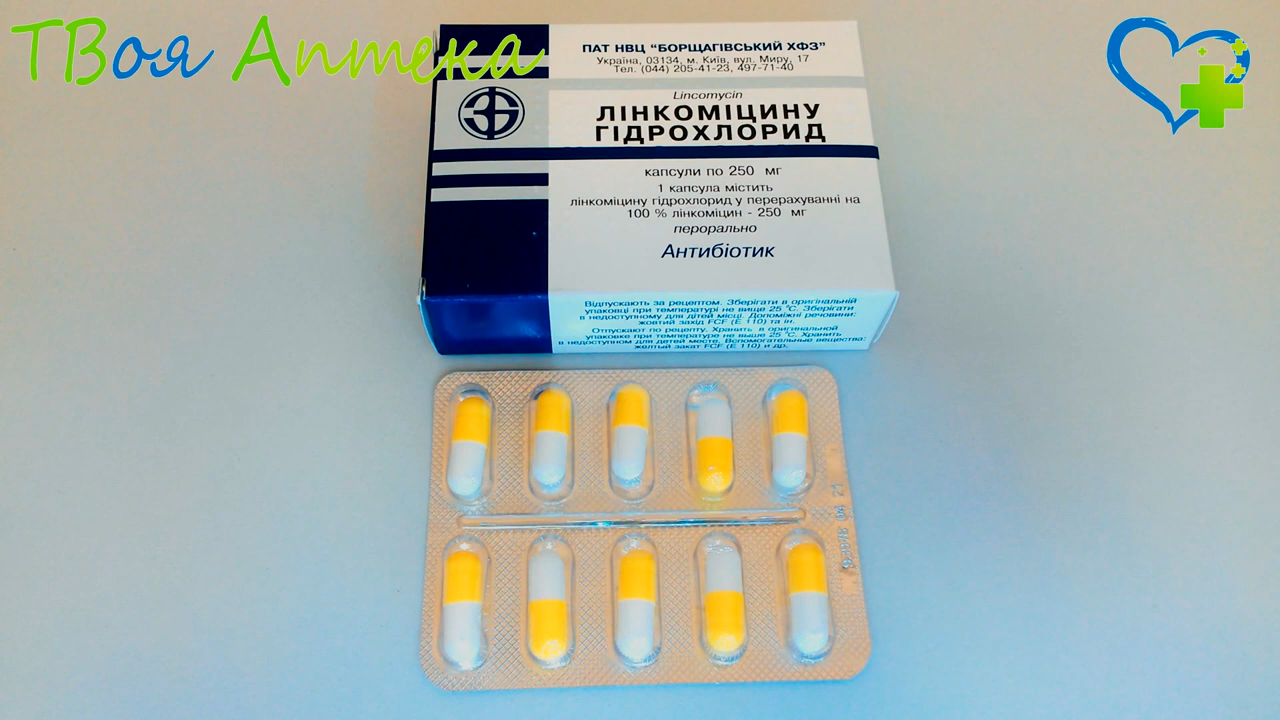 ТВоя Аптека
ПАТ НВЦ "БОРЩАГІВСЬКИЙ ХФЗ"
Україна, 03134, м. Київ, вул. Миру, 17
Тел. (044) 205-41-23, 497-71-40
Lincomycin
ЛІНКОМІЦИНУ
ГІДРОХЛОРИД
капсули по 250 мг
1 капсула містить
лінкоміцину гідрохлорид у перерахуванні на
100 % лінкоміцин - 250 мг
перорально
Антибіотик
Відпускають за рецептом. Зберігати в оригінальній
упаковці при температурі не вище 25 °С. Зберігати
в недоступному для дітей місці. Допоміжні речовини:
жовтий захід FCF (Е 110) та ін.
Отпускают по рецепту. Хранить в оригинальной
упаковке при температуре не выше 25 °С. Хранить
в недоступном для детей месте. Вспомогательные вещества:
желтый закат FCF (Е 110) и др.
04 21